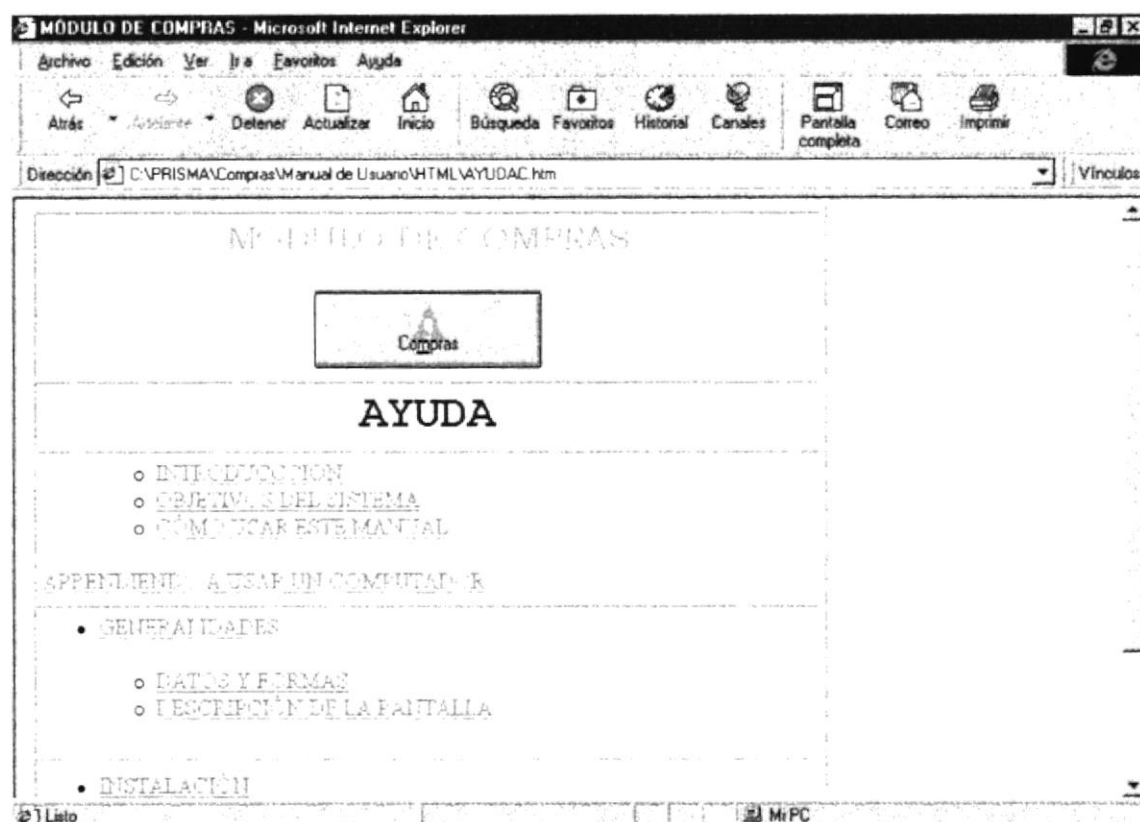 MÓDULO DE COMPRAS - Microsoft Internet Explorer
Archivo Edición Ver Ir a Favoritos Ayuda
Atrás Adelante Detener Actualizar Inicio Búsqueda Favoritos Historial Canales Pantalla completa Correo Imprimir
Dirección C:\PRISMA\Compras\Manual de Usuario\HTML\AYUDAC.htm Vínculos
MÓDULO DE COMPRAS
Compras
AYUDA
INTRODUCCION
OBJETIVOS DEL SISTEMA
CÓMO USAR ESTE MANUAL
APRENDIENDO A USAR UN COMPUTADOR
GENERALIDADES
DATOS Y FORMAS
DESCRIPCIÓN DE LA PANTALLA
INSTALACIÓN
Listo Mi PC